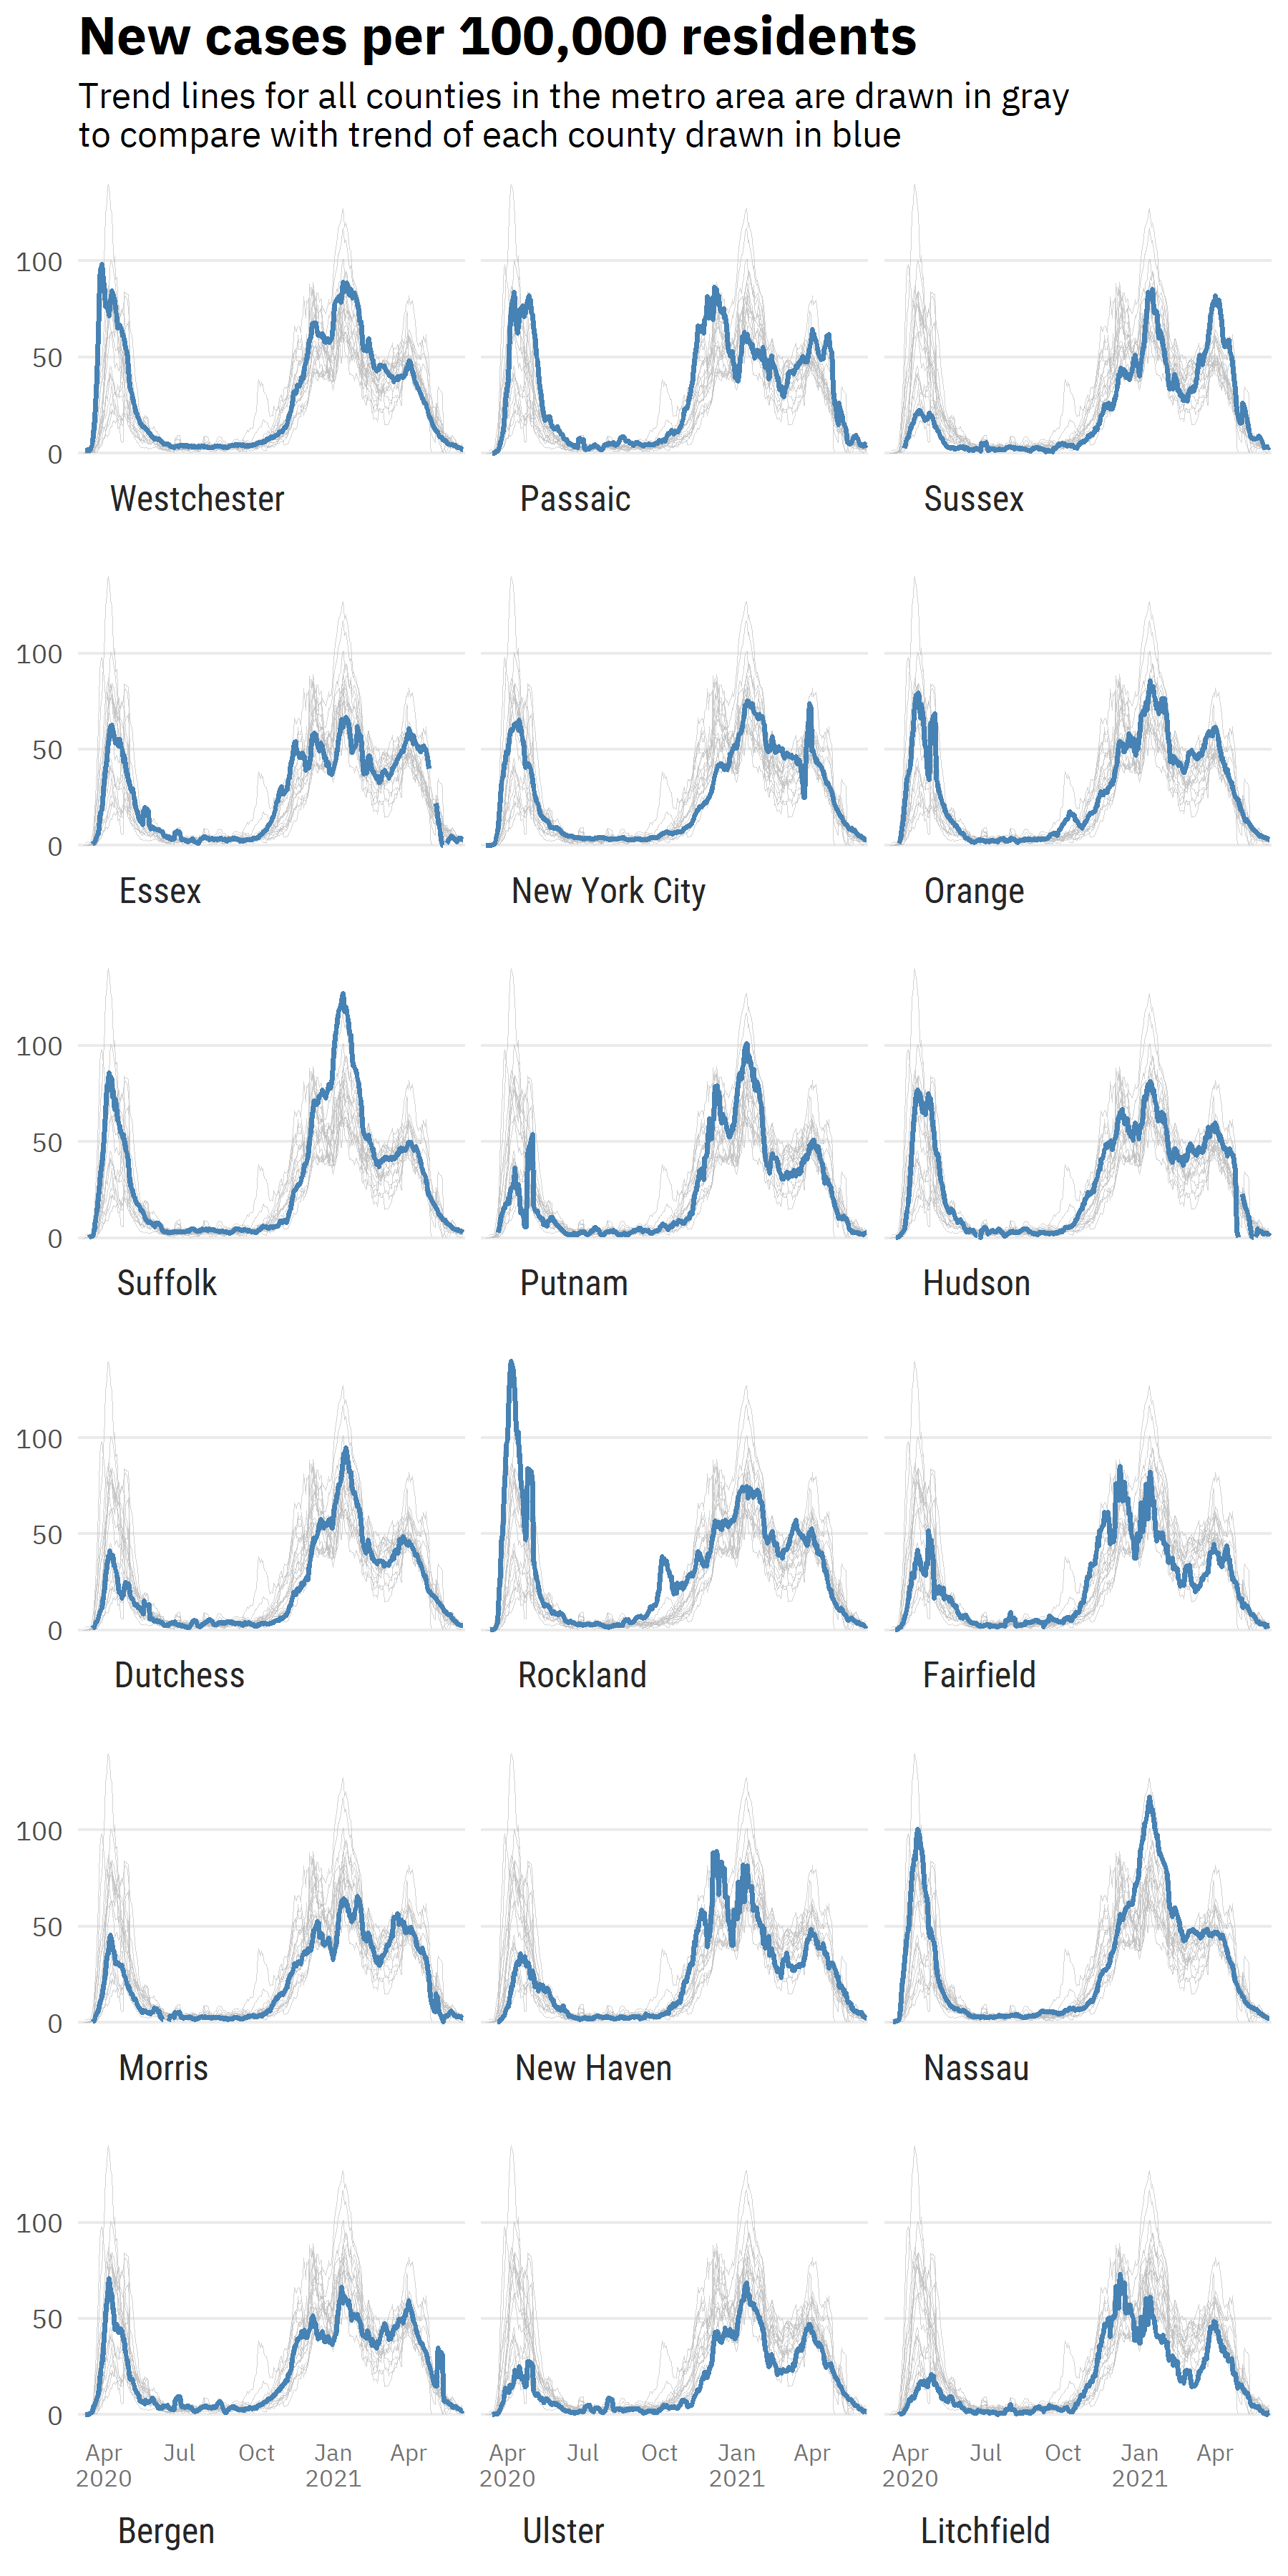 New cases per 100,000 residents
Trend lines for all counties in the metro area are drawn in gray
to compare with trend of each county drawn in blue
100
50
0
Westchester
Passaic
Sussex
100
50
0
Essex
New York City
Orange
100
50
0
Suffolk
Putnam
Hudson
100
50
0
Dutchess
Rockland
Fairfield
100
50
0
Morris
New Haven
Nassau
100
50
0
Apr Jul Oct Jan Apr
2020 2021
Apr Jul Oct Jan Apr
2020 2021
Apr Jul Oct Jan Apr
2020 2021
Bergen
Ulster
Litchfield